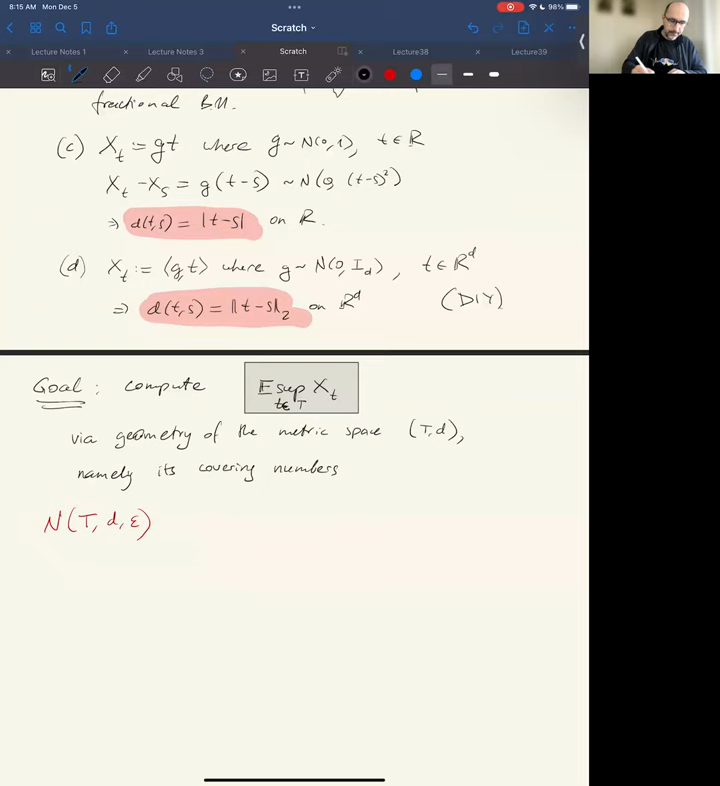 8:15 AM Mon Dec 5
98%
Scratch
Lecture Notes 1
Lecture Notes 3
Scratch
Lecture38
Lecture39
fractional B.M.
(c) X_t := gt where g ~ N(0,1), t ∈ ℝ
X_t - X_s = g(t-s) ~ N(0, (t-s)²)
⇒ d(t,s) = |t-s| on ℝ.
(d) X_t := ⟨g,t⟩ where g ~ N(0, I_d), t ∈ ℝ^d
⇒ d(t,s) = ‖t-s‖₂ on ℝ^d (DIY)
Goal: compute E sup_{t∈T} X_t
via geometry of the metric space (T,d),
namely its covering numbers
N(T, d, ε)